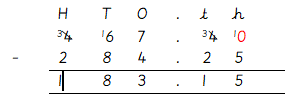 H T O . t h
³4 ¹6 7 . ³4 ¹0
- 2 8 4 . 2 5
1 8 3 . 1 5